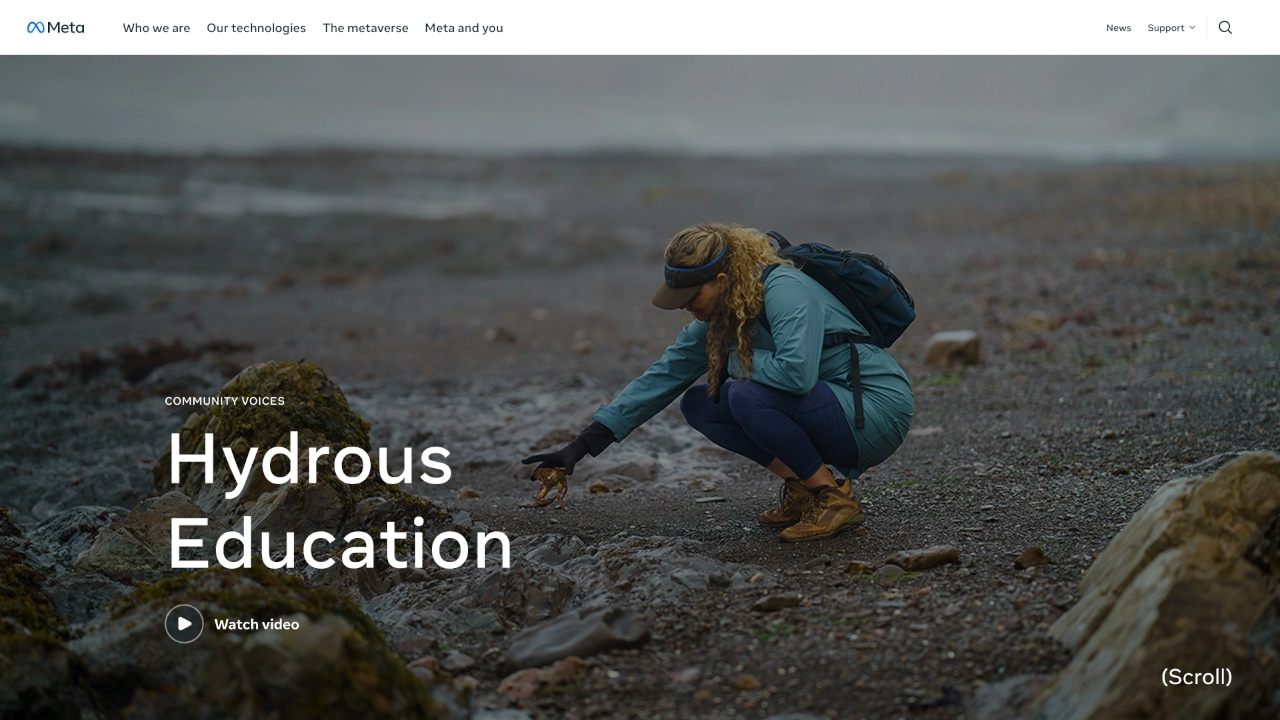 Meta
Who we are
Our technologies
The metaverse
Meta and you
News
Support
COMMUNITY VOICES
Hydrous
Education
Watch video
(Scroll)